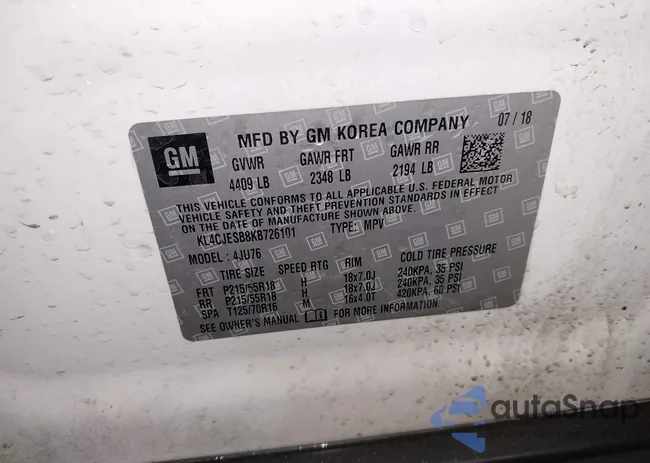 MFD BY GM KOREA COMPANY 07/18
GM
GVWR GAWR FRT GAWR RR
4409 LB 2348 LB 2194 LB
THIS VEHICLE CONFORMS TO ALL APPLICABLE U.S. FEDERAL MOTOR
VEHICLE SAFETY AND THEFT PREVENTION STANDARDS IN EFFECT
ON THE DATE OF MANUFACTURE SHOWN ABOVE.
KL4CJESB8KB726101 TYPE: MPV
MODEL: 4JU76
TIRE SIZE SPEED RTG RIM COLD TIRE PRESSURE
FRT P215/55R18 H 18x7.0J 240KPA, 35 PSI
RR P215/55R18 H 18x7.0J 240KPA, 35 PSI
SPA T125/70R16 M 16x4.0T 420KPA, 60 PSI
SEE OWNER'S MANUAL FOR MORE INFORMATION.
autoSnap